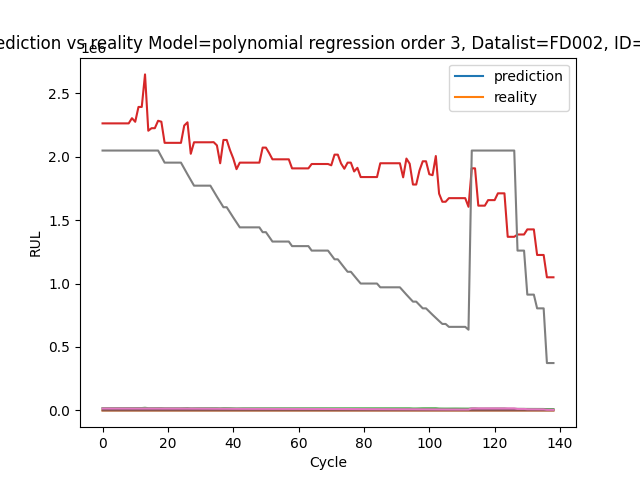 ediction vs reality Model=polynomial regression order 3, Datalist=FD002, ID=
1e6
prediction
reality
2.5
2.0
1.5
1.0
0.5
0.0
RUL
0 20 40 60 80 100 120 140
Cycle